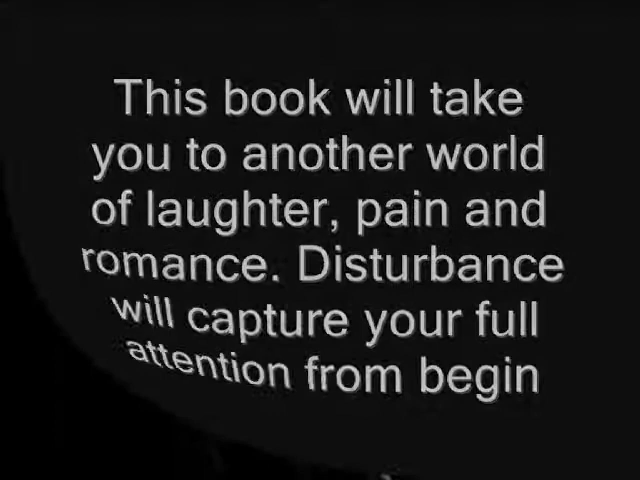 This book will take
you to another world
of laughter, pain and
romance. Disturbance
will capture your full
attention from begin